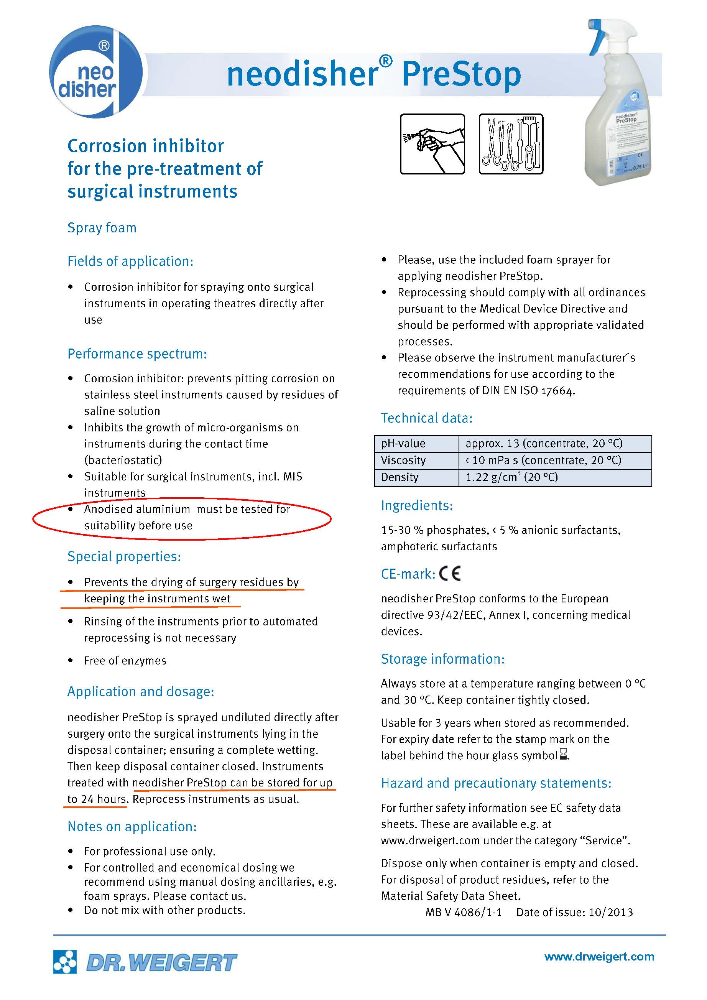 neo
disher
®
neodisher® PreStop
neodisher®
PreStop
0,75 L
Corrosion inhibitor
for the pre-treatment of
surgical instruments
Spray foam
Fields of application:
• Corrosion inhibitor for spraying onto surgical
instruments in operating theatres directly after
use
Performance spectrum:
• Corrosion inhibitor: prevents pitting corrosion on
stainless steel instruments caused by residues of
saline solution
• Inhibits the growth of micro-organisms on
instruments during the contact time
(bacteriostatic)
• Suitable for surgical instruments, incl. MIS
instruments
• Anodised aluminium  must be tested for
suitability before use
Special properties:
• Prevents the drying of surgery residues by
keeping the instruments wet
• Rinsing of the instruments prior to automated
reprocessing is not necessary
• Free of enzymes
Application and dosage:
neodisher PreStop is sprayed undiluted directly after
surgery onto the surgical instruments lying in the
disposal container; ensuring a complete wetting.
Then keep disposal container closed. Instruments
treated with neodisher PreStop can be stored for up
to 24 hours. Reprocess instruments as usual.
Notes on application:
• For professional use only.
• For controlled and economical dosing we
recommend using manual dosing ancillaries, e.g.
foam sprays. Please contact us.
• Do not mix with other products.
• Please, use the included foam sprayer for
applying neodisher PreStop.
• Reprocessing should comply with all ordinances
pursuant to the Medical Device Directive and
should be performed with appropriate validated
processes.
• Please observe the instrument manufacturer´s
recommendations for use according to the
requirements of DIN EN ISO 17664.
Technical data:
pH-value approx. 13 (concentrate, 20 °C)
Viscosity < 10 mPa s (concentrate, 20 °C)
Density 1.22 g/cm³ (20 °C)
Ingredients:
15-30 % phosphates, < 5 % anionic surfactants,
amphoteric surfactants
CE-mark: CE
neodisher PreStop conforms to the European
directive 93/42/EEC, Annex I, concerning medical
devices.
Storage information:
Always store at a temperature ranging between 0 °C
and 30 °C. Keep container tightly closed.
Usable for 3 years when stored as recommended.
For expiry date refer to the stamp mark on the
label behind the hour glass symbol.
Hazard and precautionary statements:
For further safety information see EC safety data
sheets. These are available e.g. at
www.drweigert.com under the category “Service”.
Dispose only when container is empty and closed.
For disposal of product residues, refer to the
Material Safety Data Sheet.
MB V 4086/1-1 Date of issue: 10/2013
DR.WEIGERT
www.drweigert.com